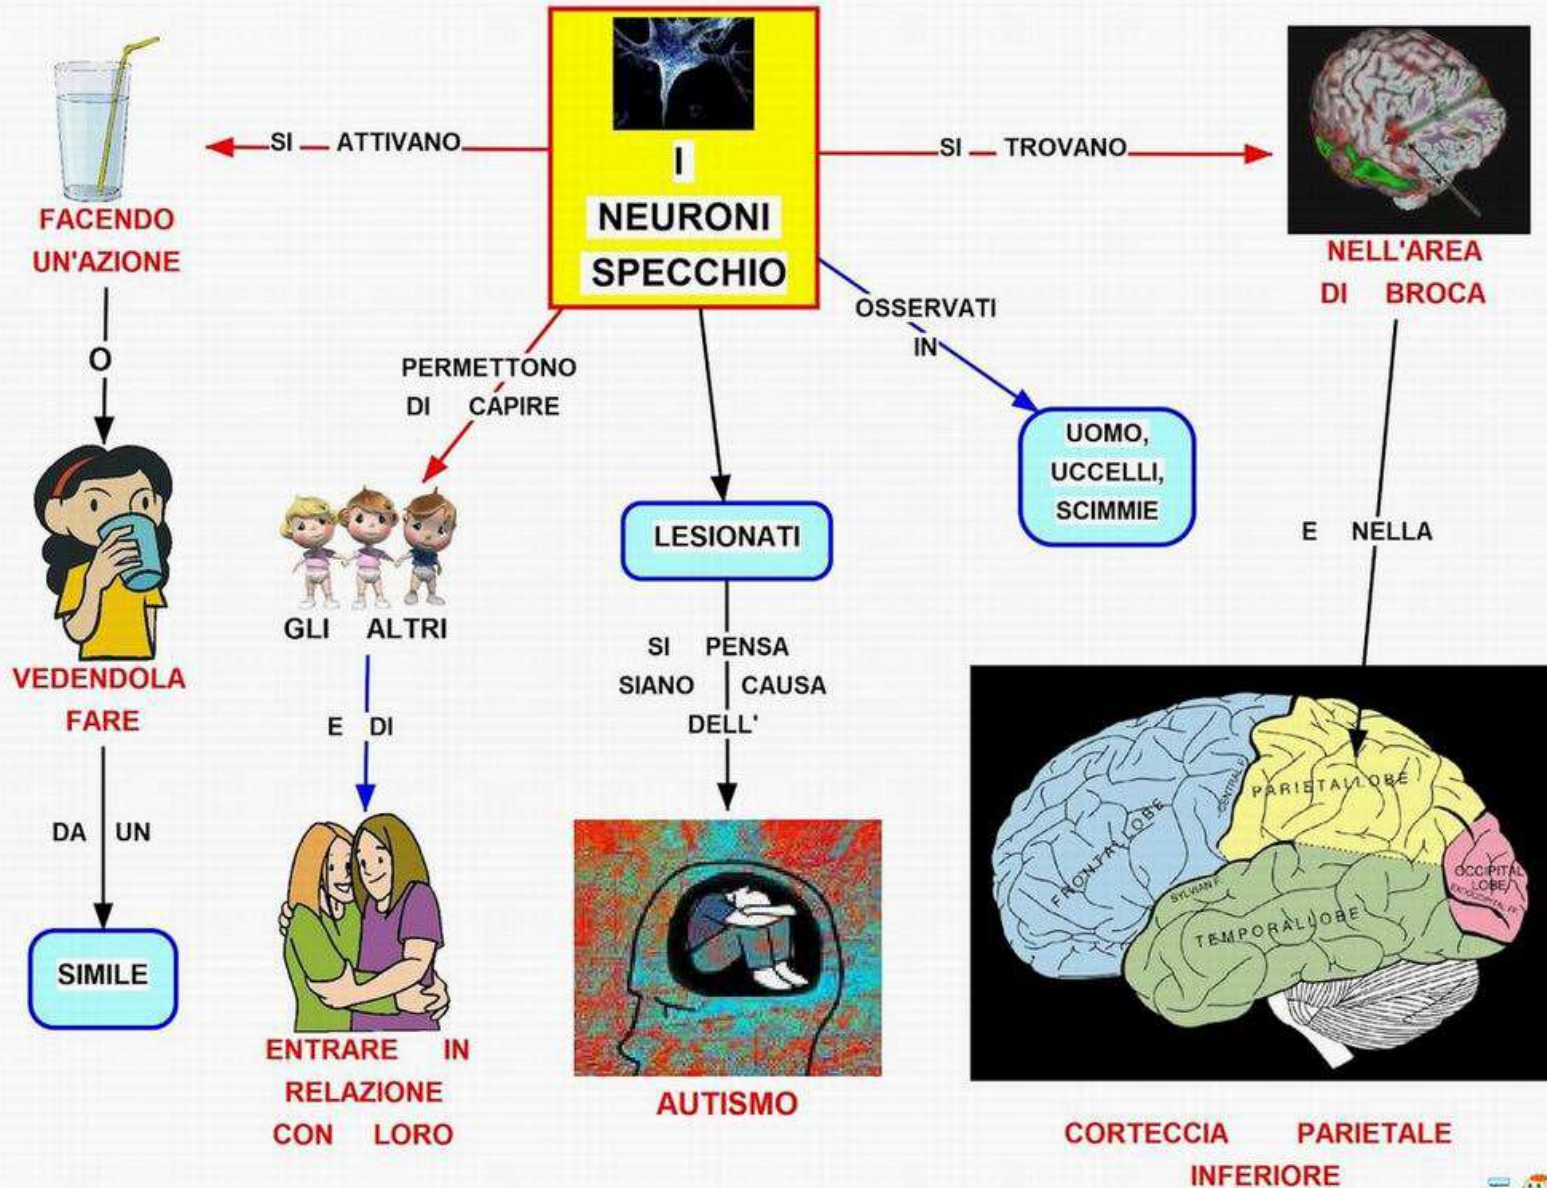 I
NEURONI
SPECCHIO
SI ATTIVANO
FACENDO
UN'AZIONE
O
VEDENDOLA
FARE
DA UN
SIMILE
PERMETTONO
DI CAPIRE
GLI ALTRI
E DI
ENTRARE IN
RELAZIONE
CON LORO
LESIONATI
SI PENSA
SIANO CAUSA
DELL'
AUTISMO
OSSERVATI
IN
UOMO,
UCCELLI,
SCIMMIE
SI TROVANO
NELL'AREA
DI BROCA
E NELLA
FRONTAL LOBE
CENTRAL F.
PARIETAL LOBE
OCCIPITAL
LOBE
SYLVIAN F.
TEMPORAL LOBE
CORTECCIA PARIETALE
INFERIORE